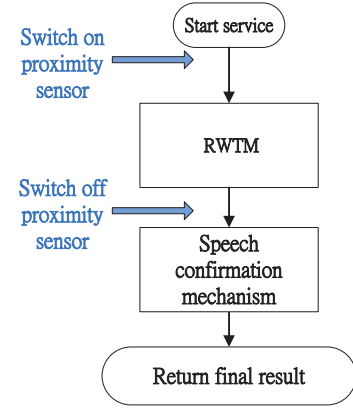 Start service
Switch on
proximity
sensor
RWTM
Switch off
proximity
sensor
Speech
confirmation
mechanism
Return final result